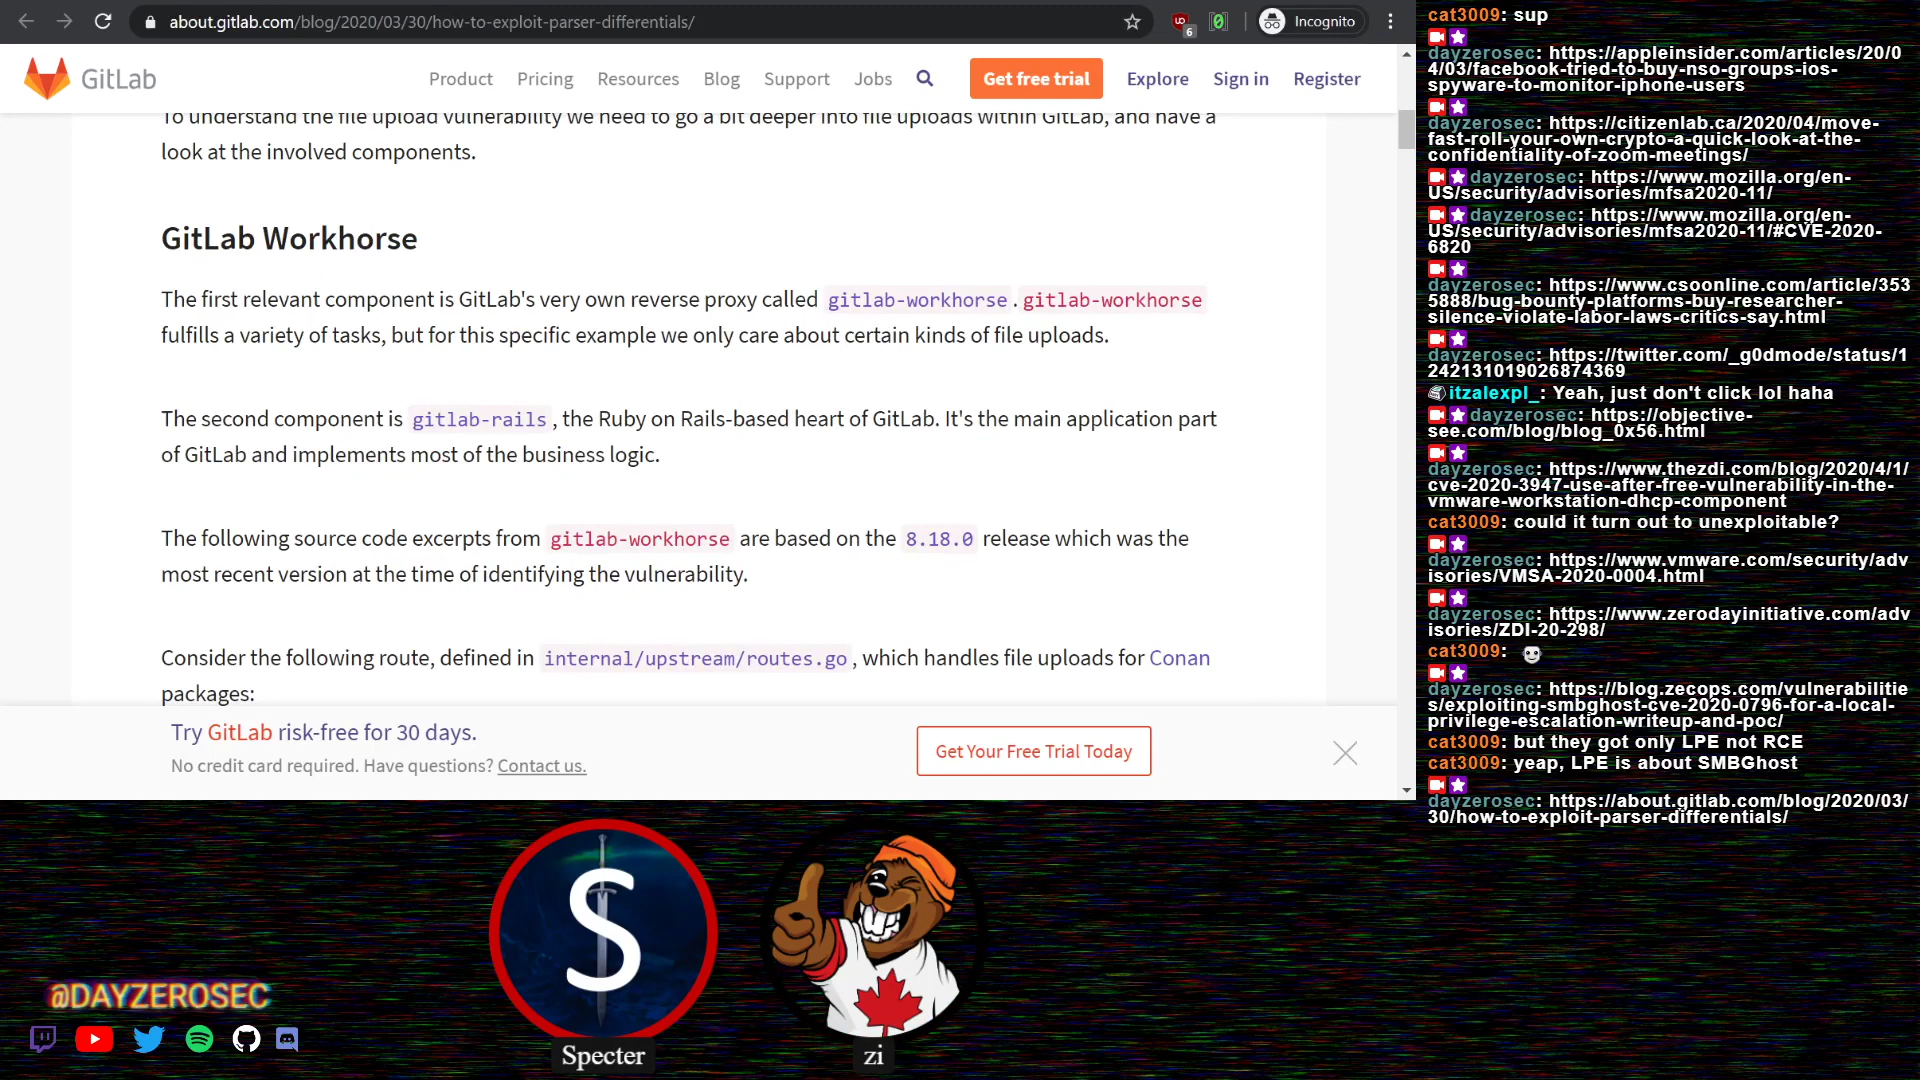 about.gitlab.com/blog/2020/03/30/how-to-exploit-parser-differentials/
6
Incognito
GitLab
Product
Pricing
Resources
Blog
Support
Jobs
Get free trial
Explore
Sign in
Register
To understand the file upload vulnerability we need to go a bit deeper into file uploads within GitLab, and have a
look at the involved components.
GitLab Workhorse
The first relevant component is GitLab's very own reverse proxy called gitlab-workhorse. gitlab-workhorse
fulfills a variety of tasks, but for this specific example we only care about certain kinds of file uploads.
The second component is gitlab-rails, the Ruby on Rails-based heart of GitLab. It's the main application part
of GitLab and implements most of the business logic.
The following source code excerpts from gitlab-workhorse are based on the 8.18.0 release which was the
most recent version at the time of identifying the vulnerability.
Consider the following route, defined in internal/upstream/routes.go, which handles file uploads for Conan
packages:
Try GitLab risk-free for 30 days.
No credit card required. Have questions? Contact us.
Get Your Free Trial Today
cat3009: sup
dayzerosec: https://appleinsider.com/articles/20/0
4/03/facebook-tried-to-buy-nso-groups-ios-
spyware-to-monitor-iphone-users
dayzerosec: https://citizenlab.ca/2020/04/move-
fast-roll-your-own-crypto-a-quick-look-at-the-
confidentiality-of-zoom-meetings/
dayzerosec: https://www.mozilla.org/en-
US/security/advisories/mfsa2020-11/
dayzerosec: https://www.mozilla.org/en-
US/security/advisories/mfsa2020-11/#CVE-2020-
6820
dayzerosec: https://www.csoonline.com/article/353
5888/bug-bounty-platforms-buy-researcher-
silence-violate-labor-laws-critics-say.html
dayzerosec: https://twitter.com/_g0dmode/status/1
242131019026874369
itzalexpl_: Yeah, just don't click lol haha
dayzerosec: https://objective-
see.com/blog/blog_0x56.html
dayzerosec: https://www.thezdi.com/blog/2020/4/1/
cve-2020-3947-use-after-free-vulnerability-in-the-
vmware-workstation-dhcp-component
cat3009: could it turn out to unexploitable?
dayzerosec: https://www.vmware.com/security/adv
isories/VMSA-2020-0004.html
dayzerosec: https://www.zerodayinitiative.com/adv
isories/ZDI-20-298/
cat3009:
dayzerosec: https://blog.zecops.com/vulnerabilitie
s/exploiting-smbghost-cve-2020-0796-for-a-local-
privilege-escalation-writeup-and-poc/
cat3009: but they got only LPE not RCE
cat3009: yeap, LPE is about SMBGhost
dayzerosec: https://about.gitlab.com/blog/2020/03/
30/how-to-exploit-parser-differentials/
@DAYZEROSEC
S
Specter
zi